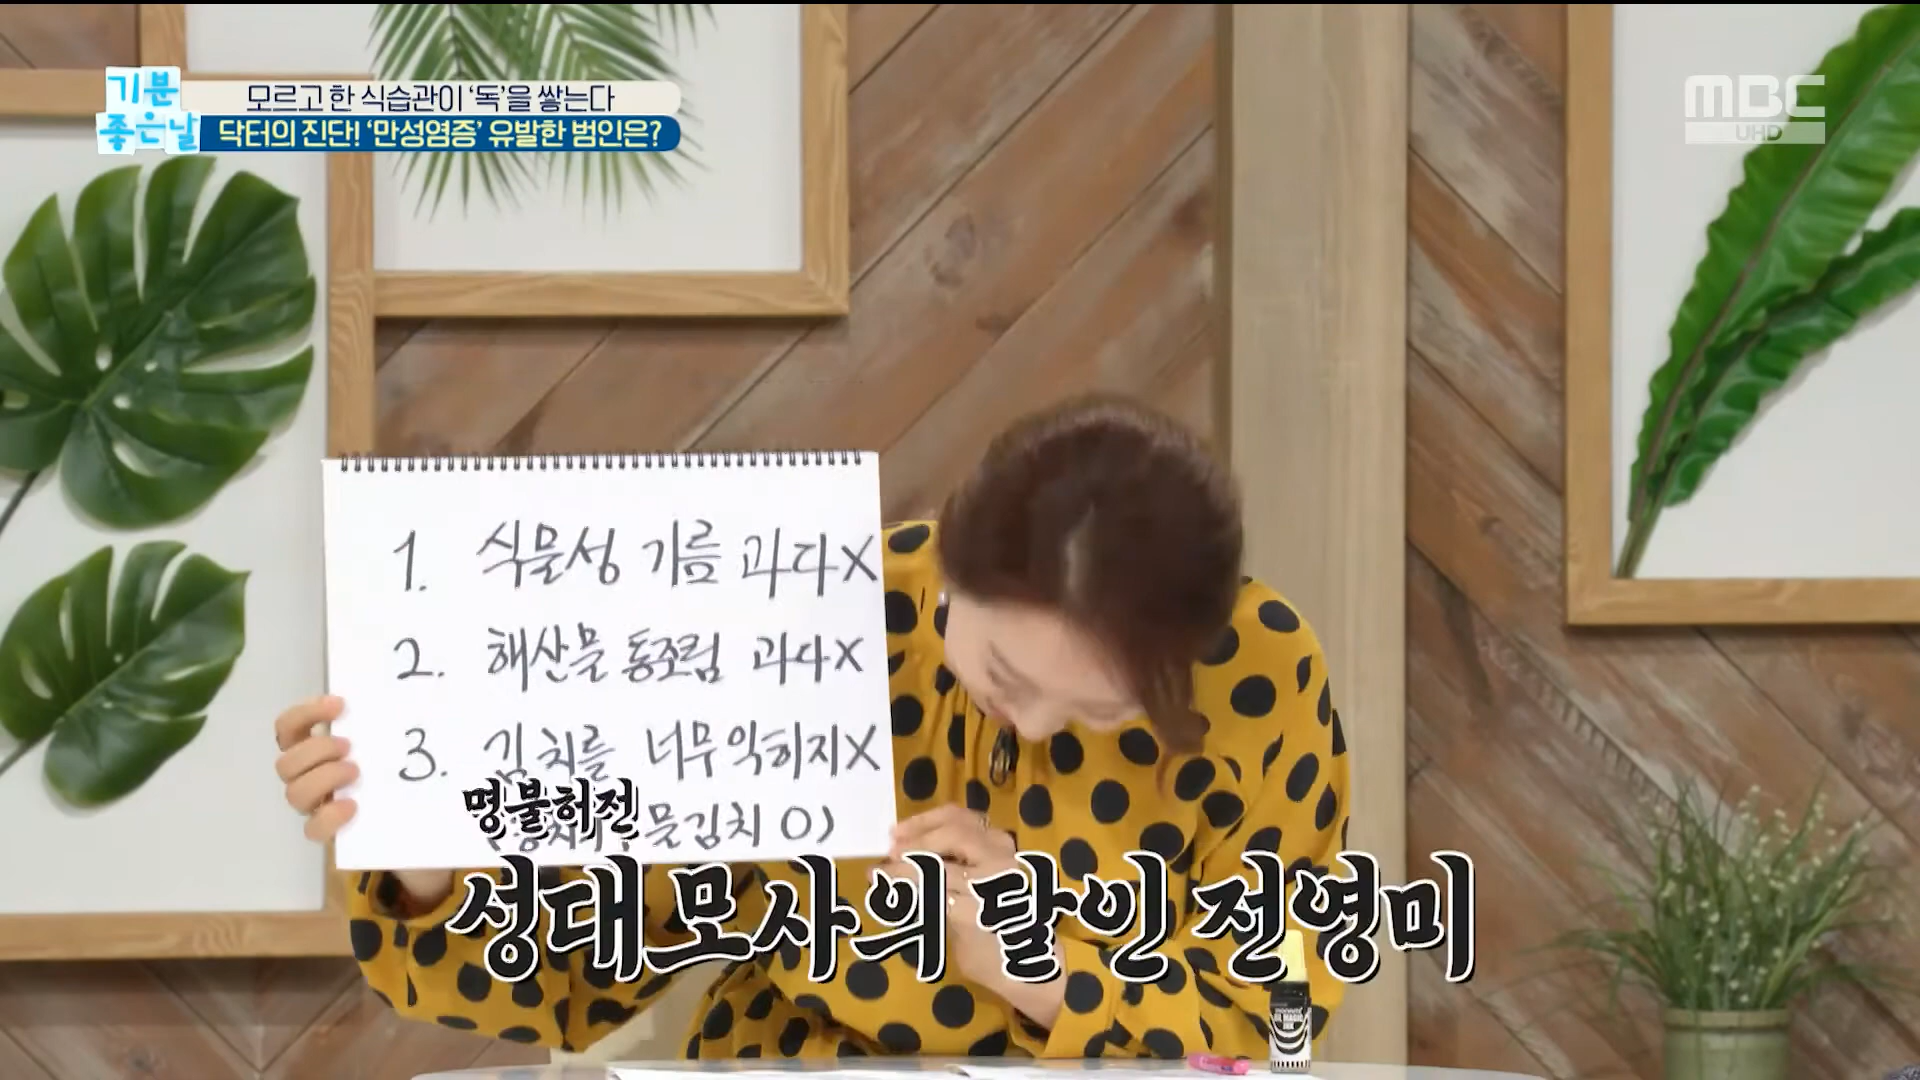 기분
좋은날
모르고 한 식습관이 ‘독’을 쌓는다
닥터의 진단! ‘만성염증’ 유발한 범인은?
MBC
UHD
1. 식물성 기름 과다X
2. 해산물 통조림 과다X
3. 김치를 너무 익히지X
물김치 O)
명불허전
성대모사의 달인 전영미